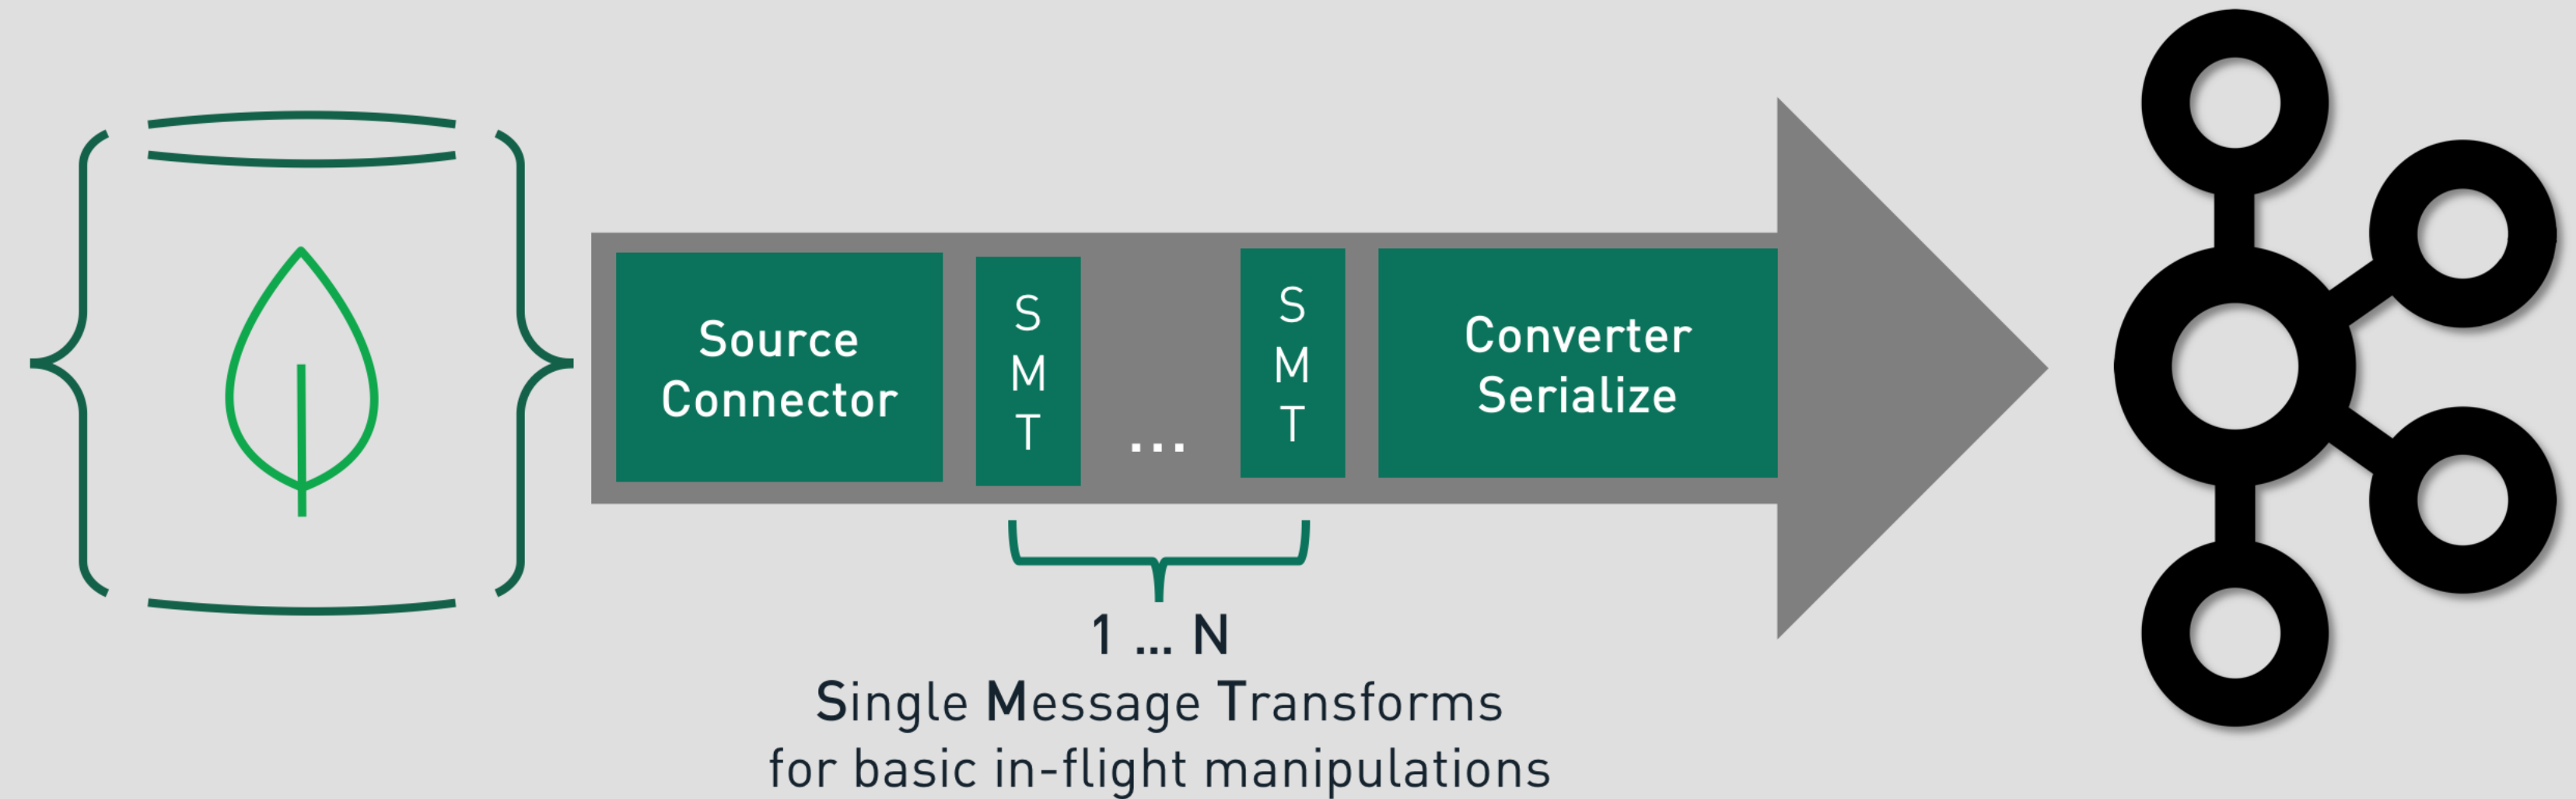 Source
Connector
S
M
T
...
S
M
T
Converter
Serialize
1 ... N
Single Message Transforms
for basic in-flight manipulations